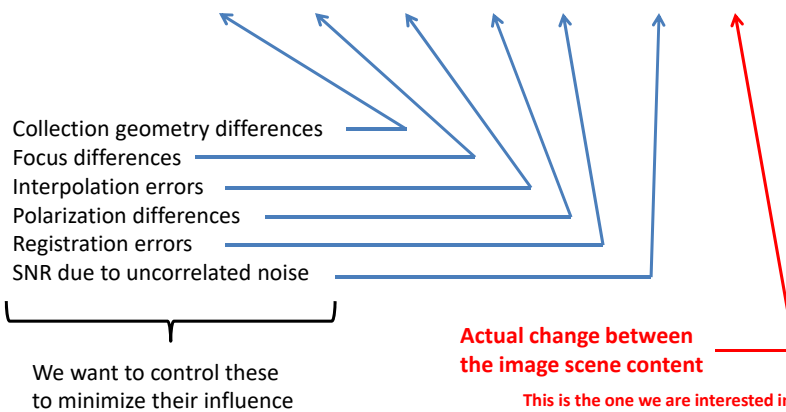 Collection geometry differences
Focus differences
Interpolation errors
Polarization differences
Registration errors
SNR due to uncorrelated noise
We want to control these
to minimize their influence
Actual change between
the image scene content
This is the one we are interested in